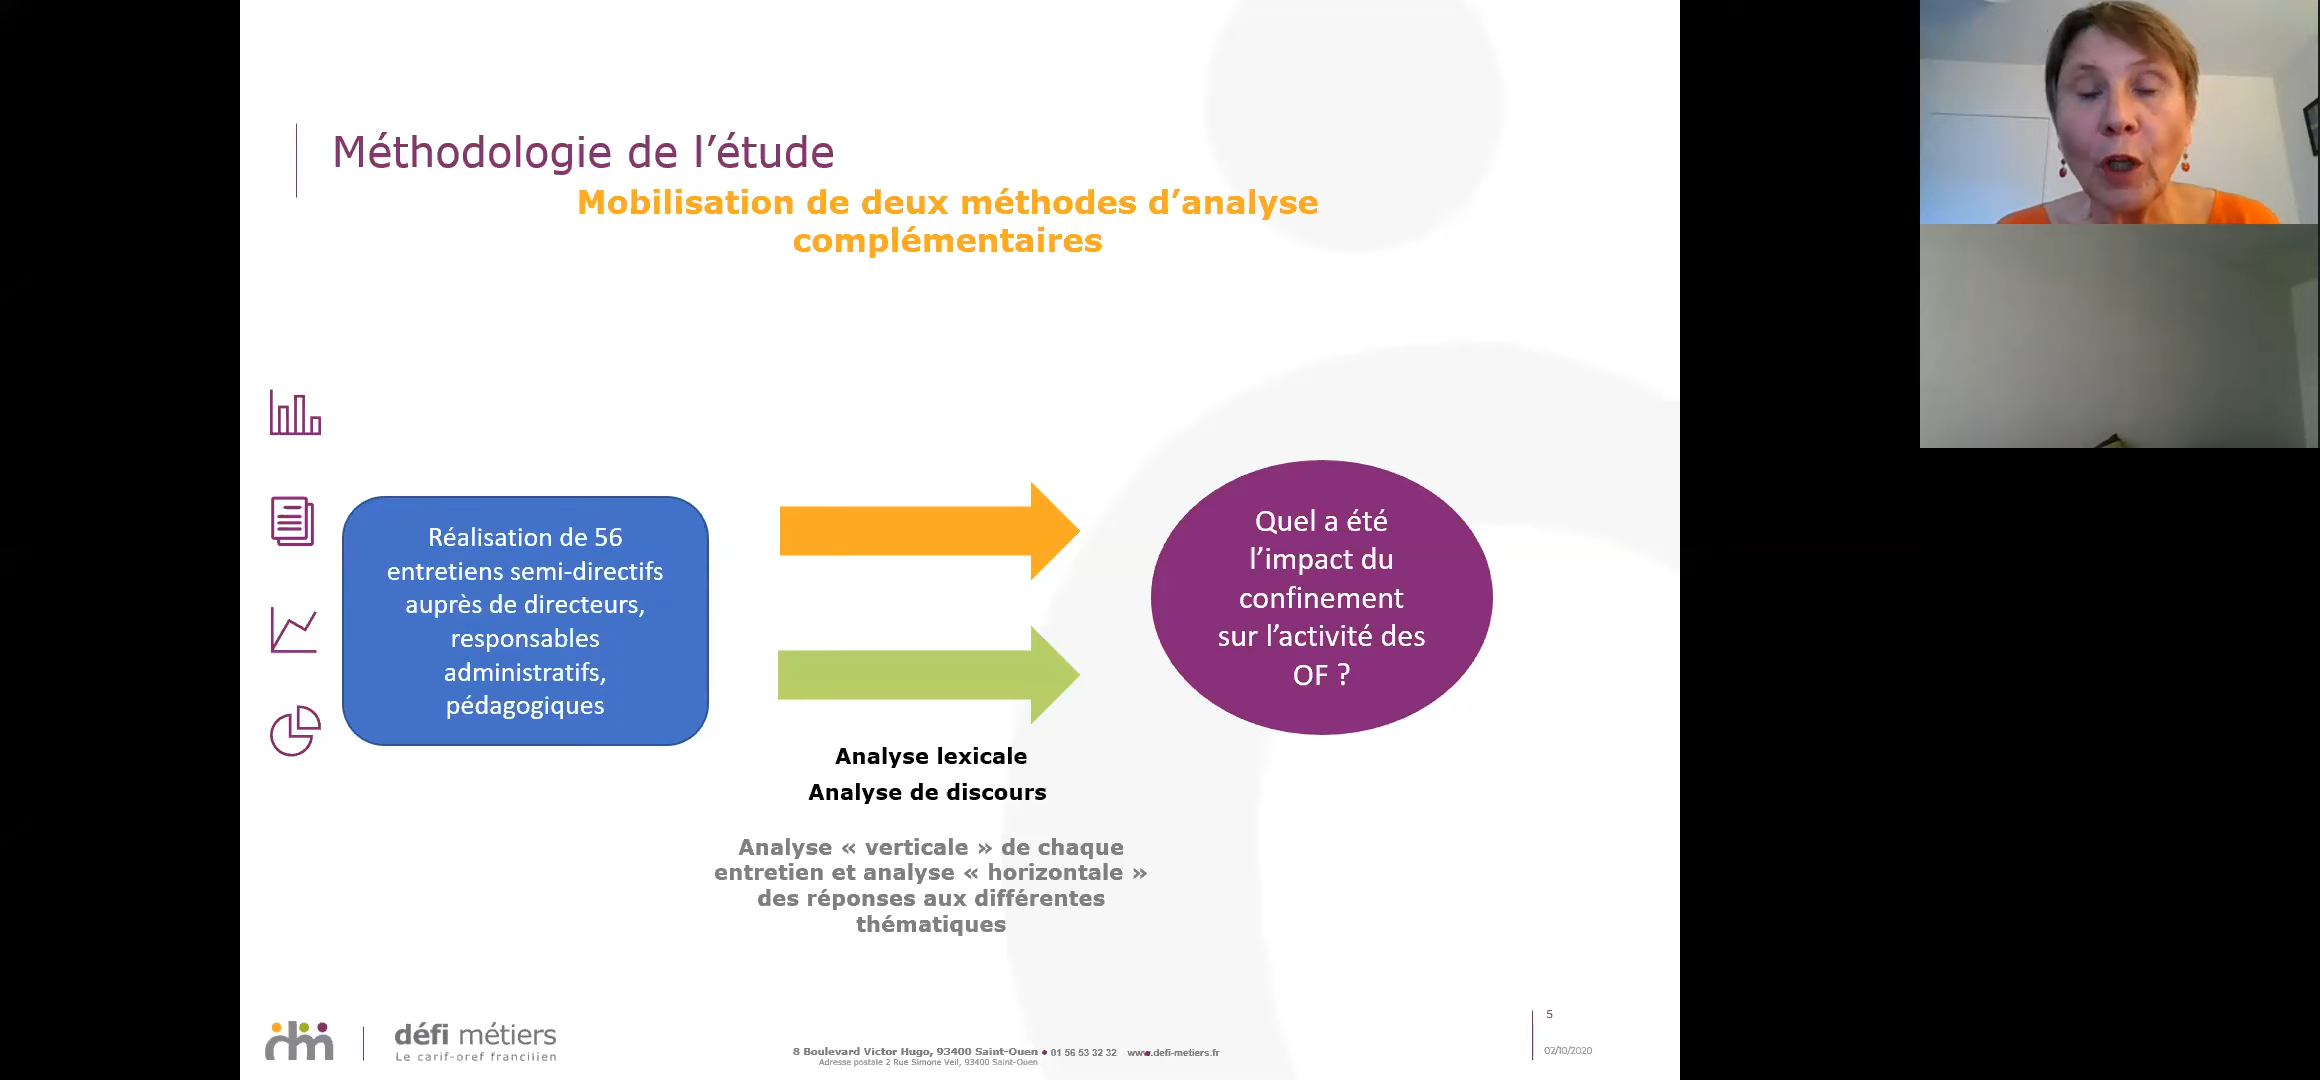 Méthodologie de l’étude
Mobilisation de deux méthodes d’analyse
complémentaires
Réalisation de 56
entretiens semi-directifs
auprès de directeurs,
responsables
administratifs,
pédagogiques
Quel a été
l’impact du
confinement
sur l’activité des
OF ?
Analyse lexicale
Analyse de discours
Analyse « verticale » de chaque
entretien et analyse « horizontale »
des réponses aux différentes
thématiques
dm
défi métiers
Le carif-oref francilien
8 Boulevard Victor Hugo, 93400 Saint-Ouen • 01 56 53 32 32 www.defi-metiers.fr
Adresse postale 2 Rue Simone Veil, 93400 Saint-Ouen
5
02/10/2020